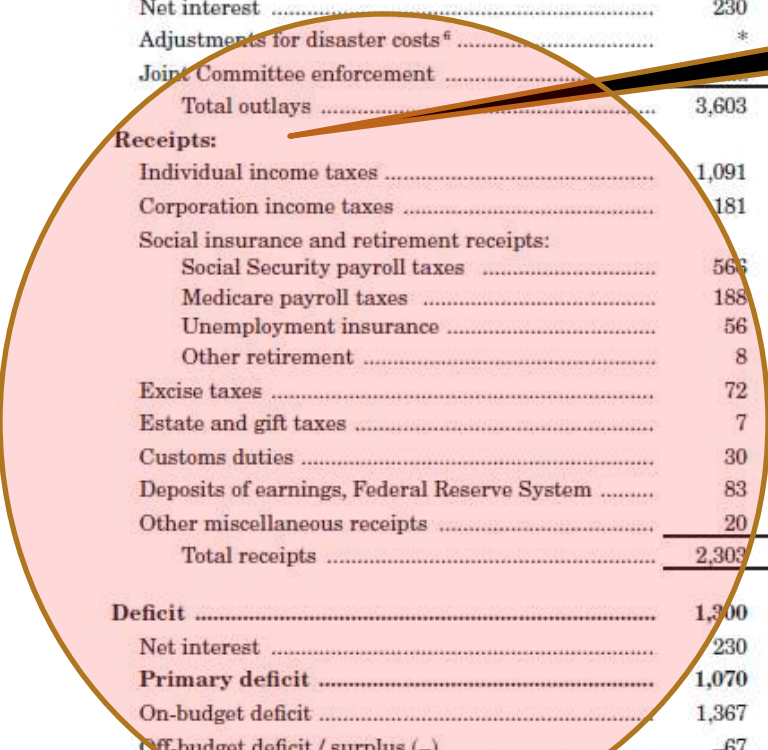 Net interest ..... 230
Adjustments for disaster costs⁶ ..... *
Joint Committee enforcement .....
Total outlays ..... 3,603
Receipts:
Individual income taxes ..... 1,091
Corporation income taxes ..... 181
Social insurance and retirement receipts:
Social Security payroll taxes ..... 566
Medicare payroll taxes ..... 188
Unemployment insurance ..... 56
Other retirement ..... 8
Excise taxes ..... 72
Estate and gift taxes ..... 7
Customs duties ..... 30
Deposits of earnings, Federal Reserve System ..... 83
Other miscellaneous receipts ..... 20
Total receipts ..... 2,303
Deficit ..... 1,300
Net interest ..... 230
Primary deficit ..... 1,070
On-budget deficit ..... 1,367
Off-budget deficit / surplus (–) ..... –67